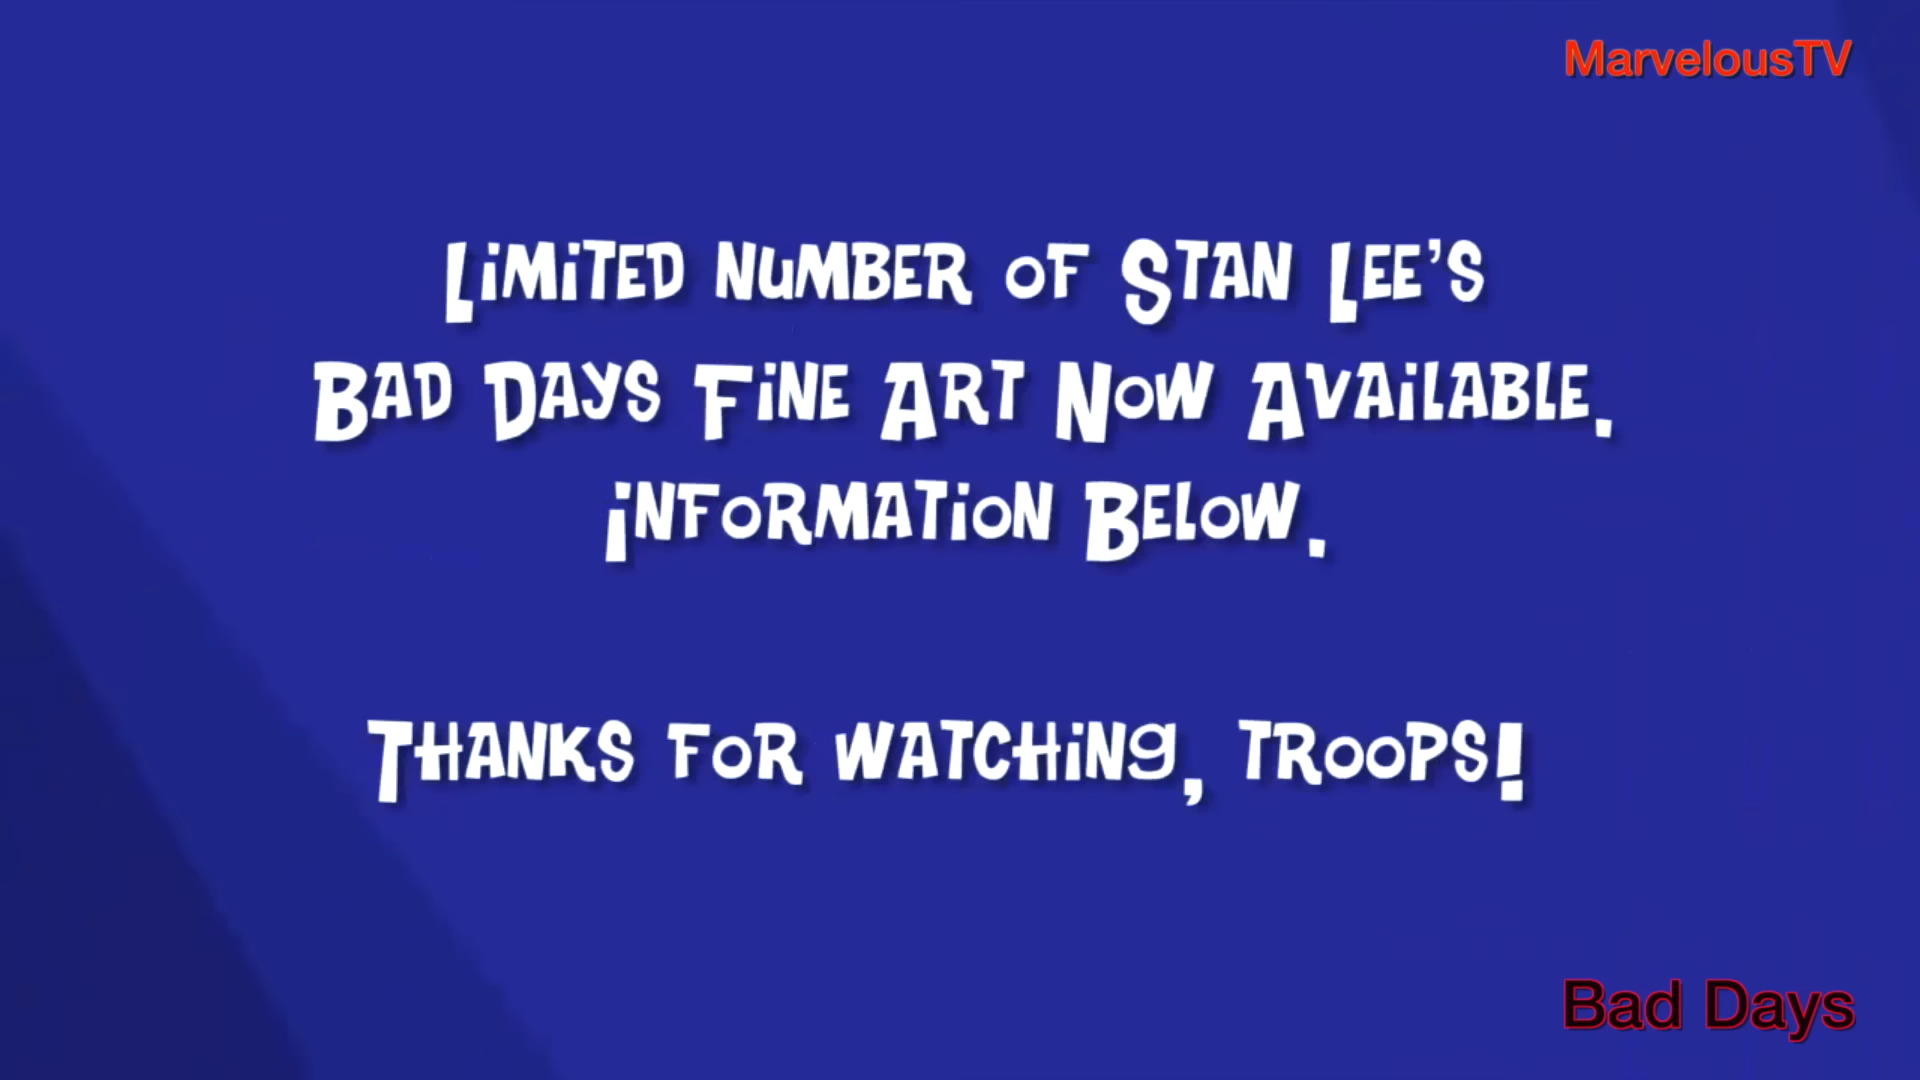 MarvelousTV
Limited number of Stan Lee's
Bad Days Fine Art Now Available.
information Below.
Thanks for watching, troops!
Bad Days